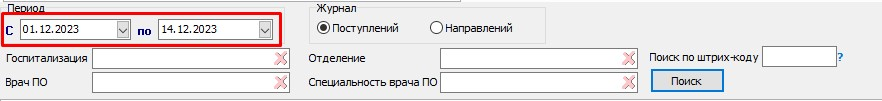 Период Журнал
С 01.12.2023 по 14.12.2023 Поступлений Направлений
Госпитализация Отделение Поиск по штрих-коду ?
Врач ПО Специальность врача ПО Поиск